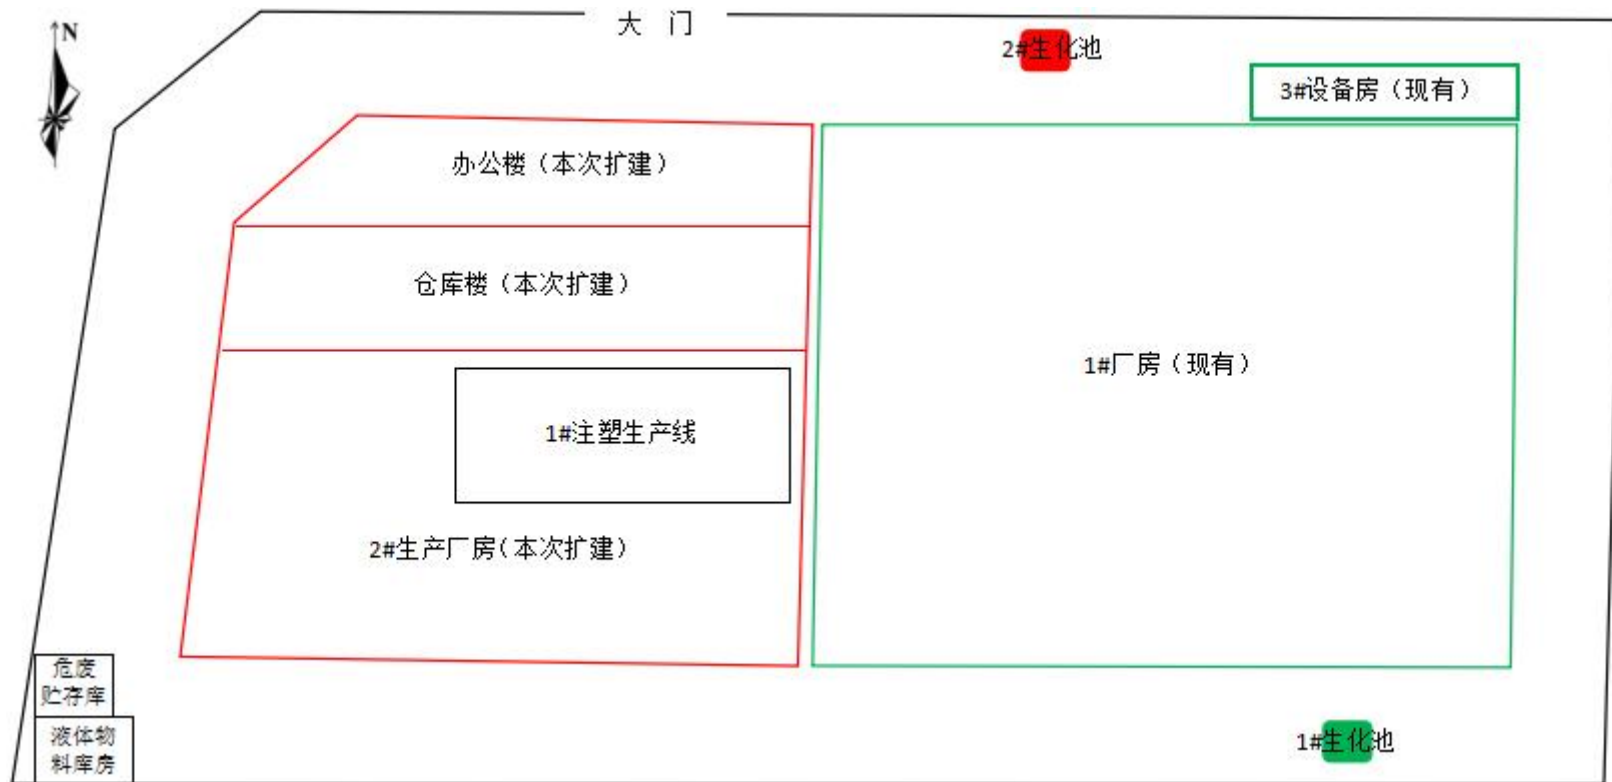 N
大 门
2#生化池
3#设备房（现有）
办公楼（本次扩建）
仓库楼（本次扩建）
1#厂房（现有）
1#注塑生产线
2#生产厂房（本次扩建）
危废
贮存库
液体物
料库房
1#生化池